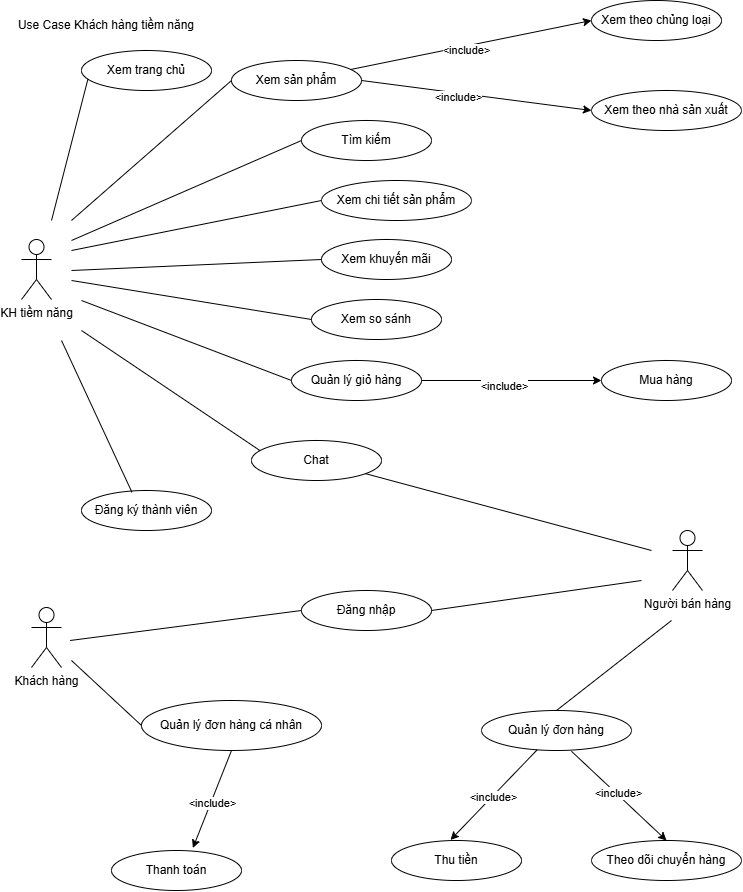 Use Case Khách hàng tiềm năng
Xem theo chủng loại
<include>
Xem trang chủ
Xem sản phẩm
<include>
Xem theo nhà sản xuất
Tìm kiếm
Xem chi tiết sản phẩm
Xem khuyến mãi
KH tiềm năng
Xem so sánh
Quản lý giỏ hàng
<include>
Mua hàng
Chat
Đăng ký thành viên
Người bán hàng
Đăng nhập
Khách hàng
Quản lý đơn hàng cá nhân
Quản lý đơn hàng
<include>
<include>
<include>
Thanh toán
Thu tiền
Theo dõi chuyển hàng